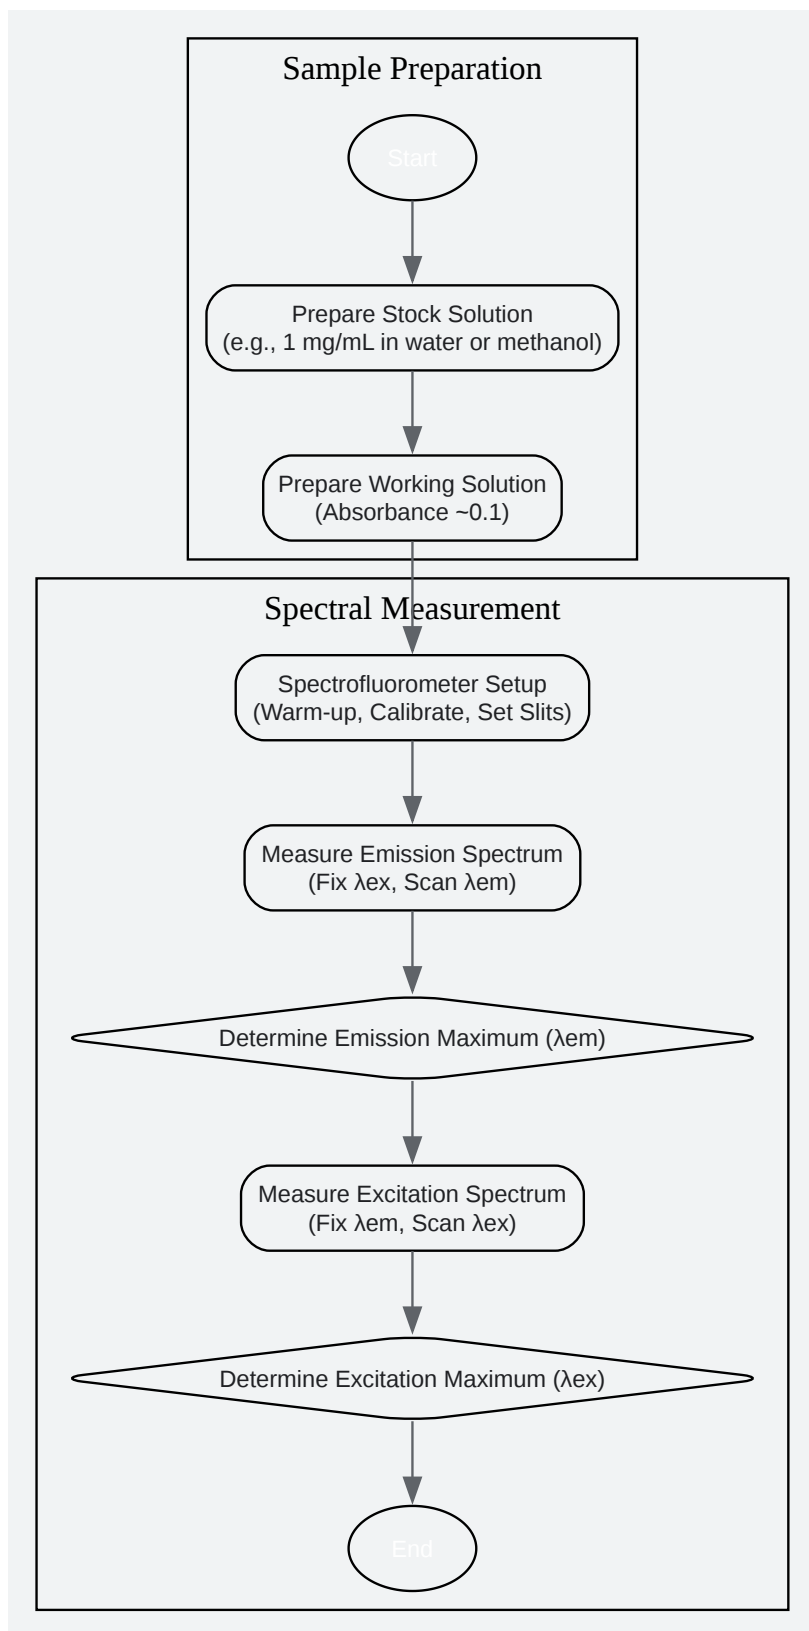 Sample Preparation
Start
Prepare Stock Solution
(e.g., 1 mg/mL in water or methanol)
Prepare Working Solution
(Absorbance ~0.1)
Spectral Measurement
Spectrofluorometer Setup
(Warm-up, Calibrate, Set Slits)
Measure Emission Spectrum
(Fix λex, Scan λem)
Determine Emission Maximum (λem)
Measure Excitation Spectrum
(Fix λem, Scan λex)
Determine Excitation Maximum (λex)
End